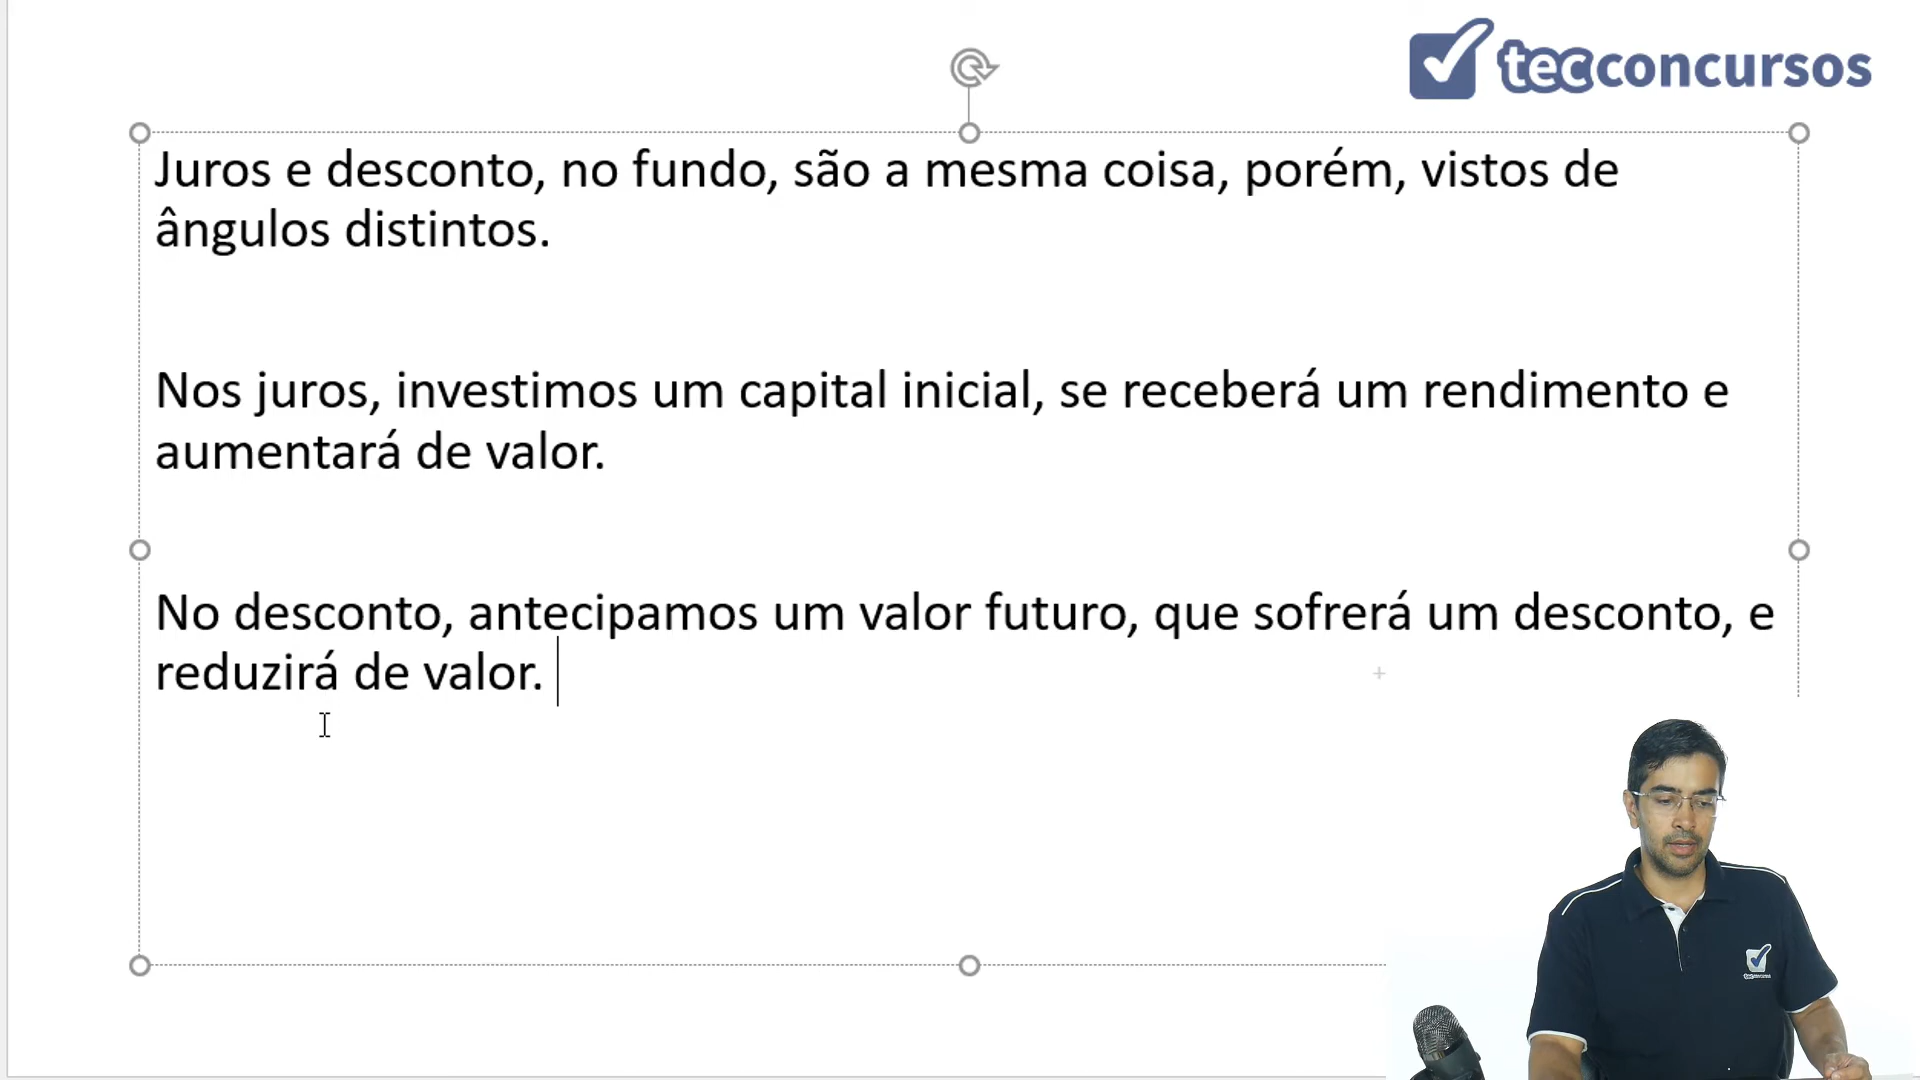 tecconcursos
Juros e desconto, no fundo, são a mesma coisa, porém, vistos de
ângulos distintos.
Nos juros, investimos um capital inicial, se receberá um rendimento e
aumentará de valor.
No desconto, antecipamos um valor futuro, que sofrerá um desconto, e
reduzirá de valor.